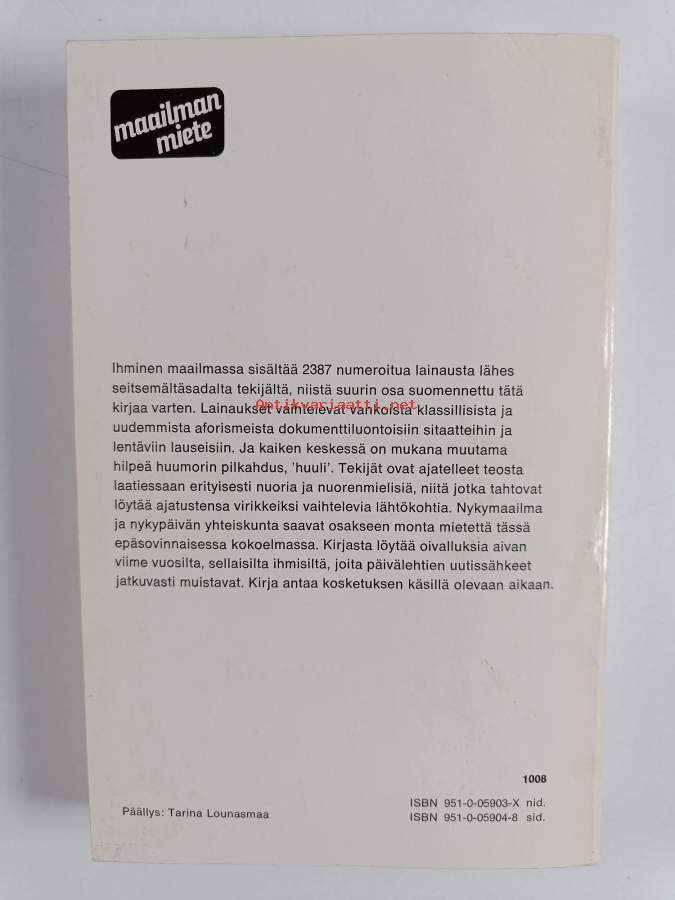 maailman
miete
Ihminen maailmassa sisältää 2387 numeroitua lainausta lähes
seitsemältäsadalta tekijältä, niistä suurin osa suomennettu tätä
kirjaa varten. Lainaukset vaihtelevat vahkoista klassillisista ja
Antikvariaatti.net
uudemmista aforismeista dokumenttiluontoisiin sitaatteihin ja
lentäviin lauseisiin. Ja kaiken keskessä on mukana muutama
hilpeä huumorin pilkahdus, 'huuli'. Tekijät ovat ajatelleet teosta
laatiessaan erityisesti nuoria ja nuorenmielisiä, niitä jotka tahtovat
löytää ajatustensa virikkeiksi vaihtelevia lähtökohtia. Nykymaailma
ja nykypäivän yhteiskunta saavat osakseen monta mietettä tässä
epäsovinnaisessa kokoelmassa. Kirjasta löytää oivalluksia aivan
viime vuosilta, sellaisilta ihmisiltä, joita päivälehtien uutissähkeet
jatkuvasti muistavat. Kirja antaa kosketuksen käsillä olevaan aikaan.
1008
Päällys: Tarina Lounasmaa
ISBN 951-0-05903-X nid.
ISBN 951-0-05904-8 sid.